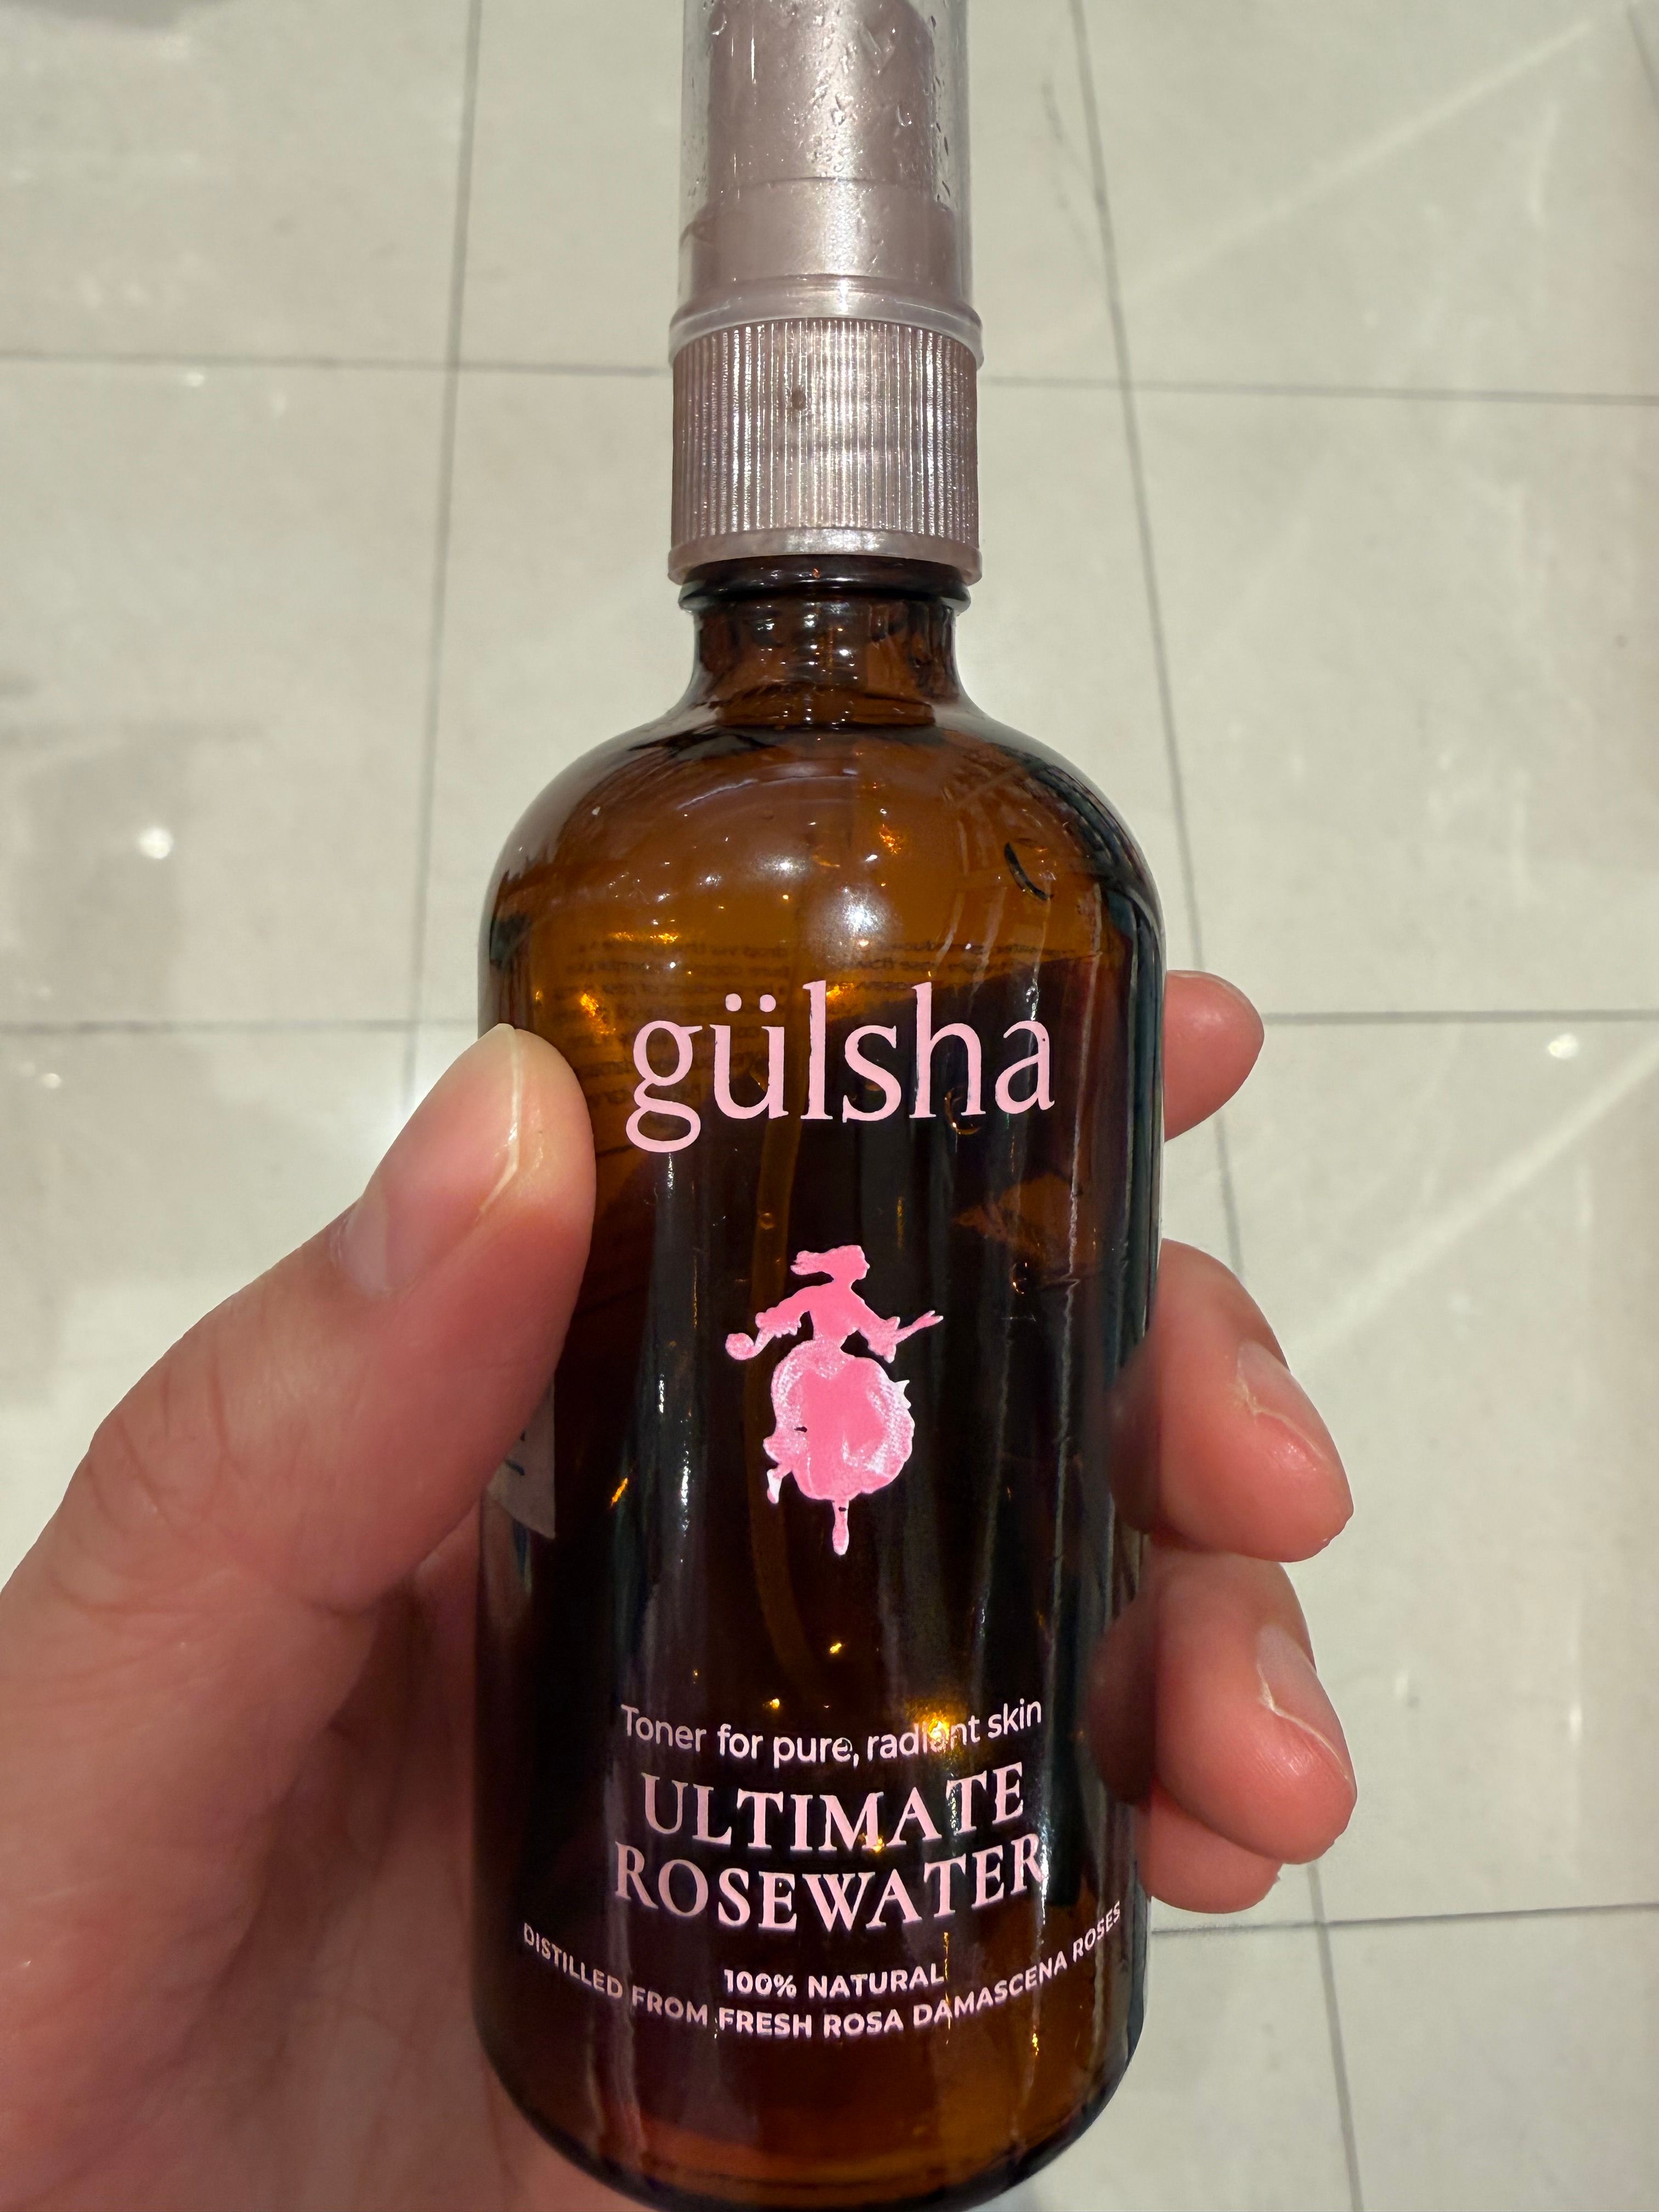 gülsha
Toner for pure, radiant skin
ULTIMATE
ROSEWATER
100% NATURAL
DISTILLED FROM FRESH ROSA DAMASCENA ROSES